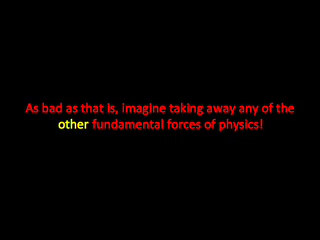 As bad as that is, imagine taking away any of the
other fundamental forces of physics!